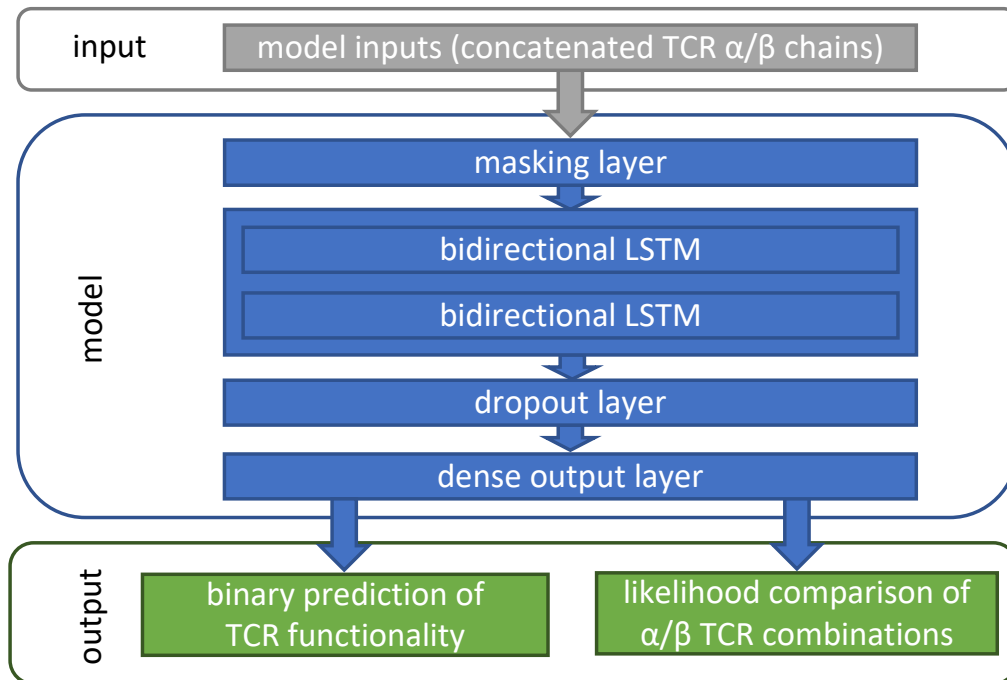 input
model inputs (concatenated TCR α/β chains)
model
masking layer
bidirectional LSTM
bidirectional LSTM
dropout layer
dense output layer
output
binary prediction of
TCR functionality
likelihood comparison of
α/β TCR combinations